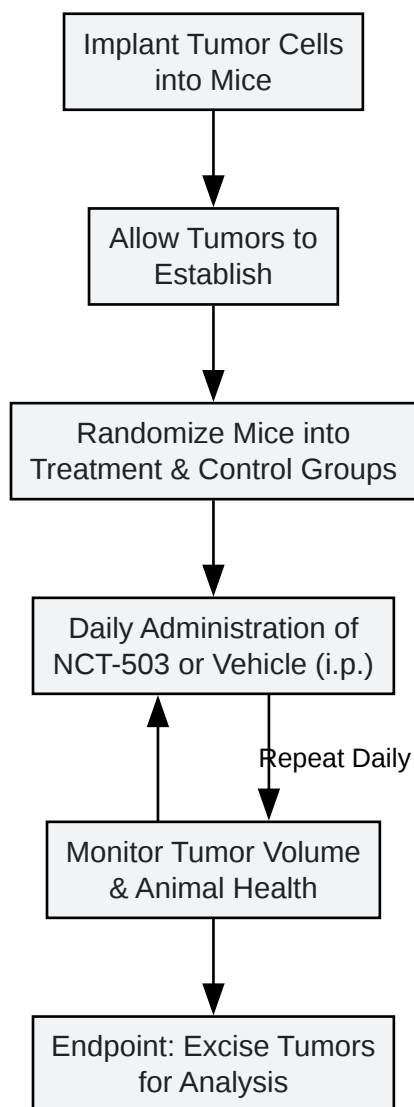 Implant Tumor Cells
into Mice
Allow Tumors to
Establish
Randomize Mice into
Treatment & Control Groups
Daily Administration of
NCT-503 or Vehicle (i.p.)
Repeat Daily
Monitor Tumor Volume
& Animal Health
Endpoint: Excise Tumors
for Analysis